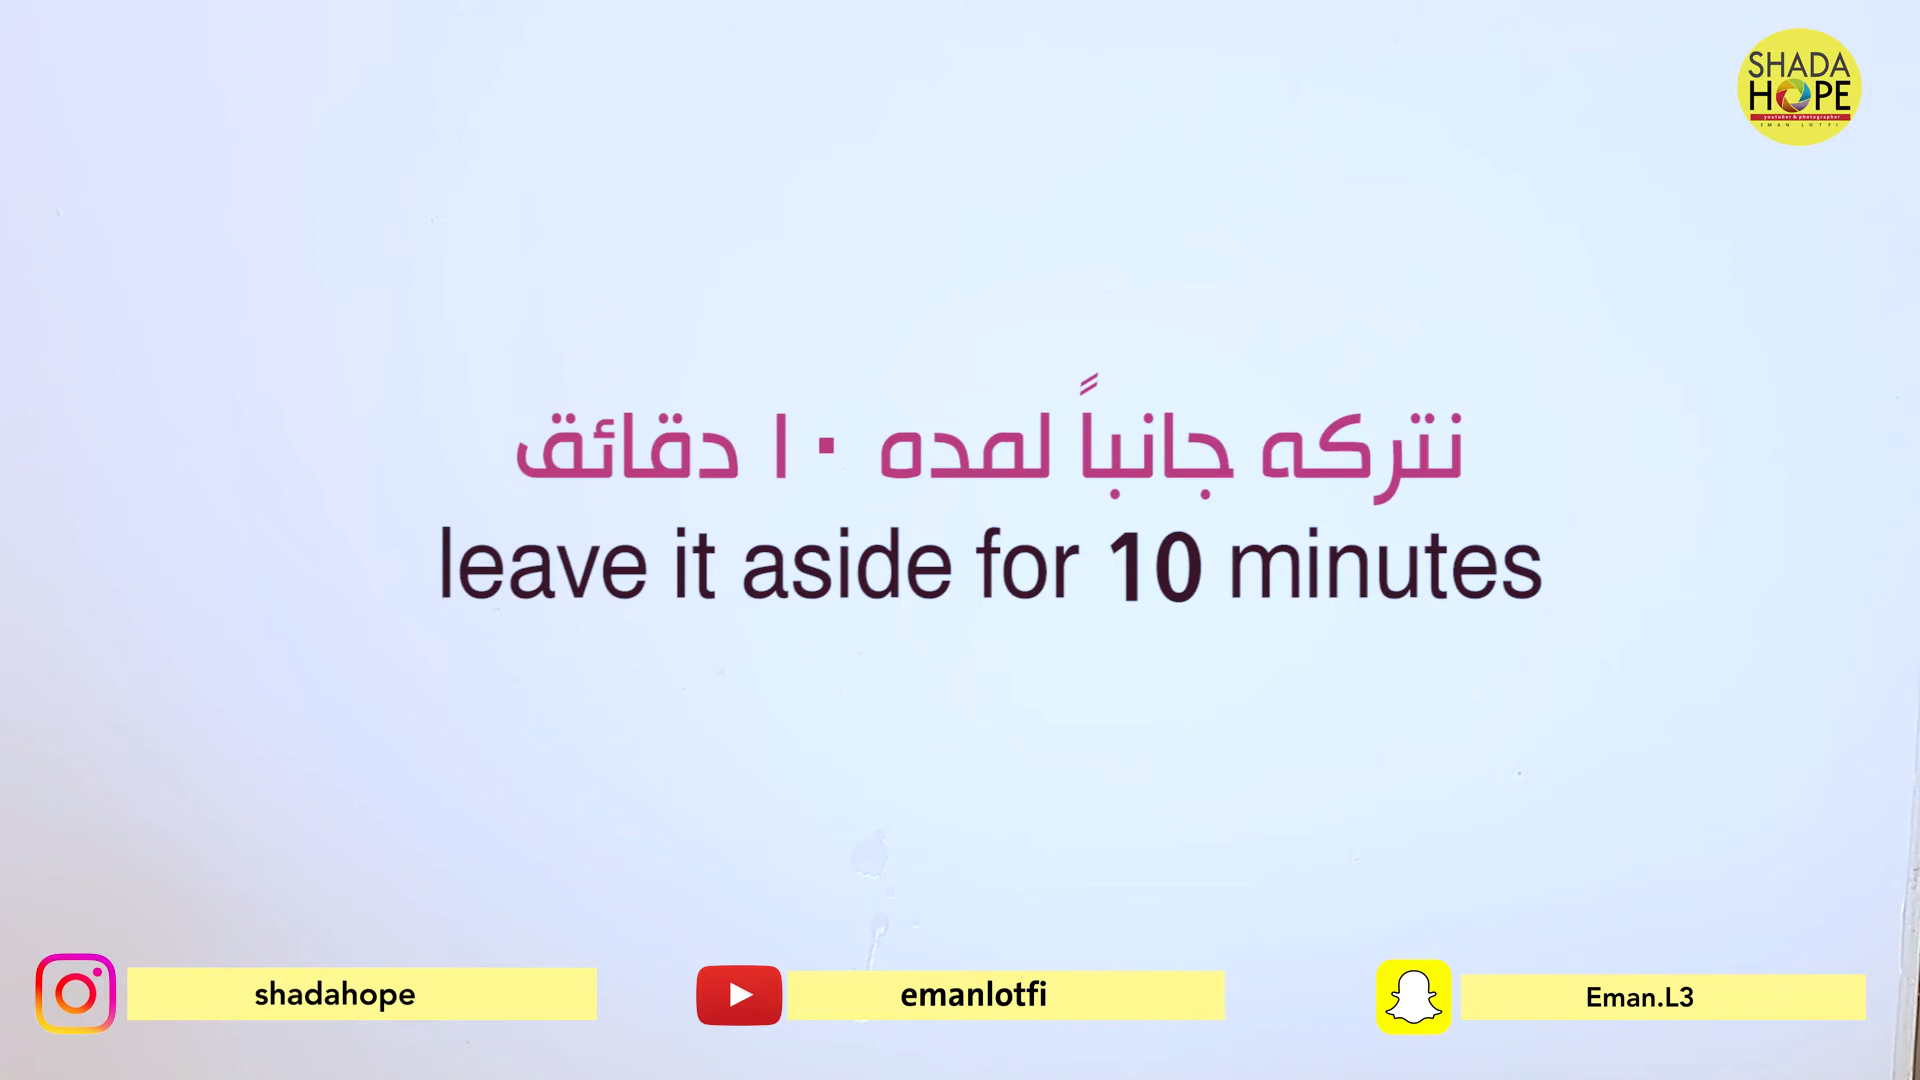 SHADA
HOPE
youtuber & photographer
EMAN LOTFI
نتركه جانباً لمده ١٠ دقائق
leave it aside for 10 minutes
shadahope
emanlotfi
Eman.L3